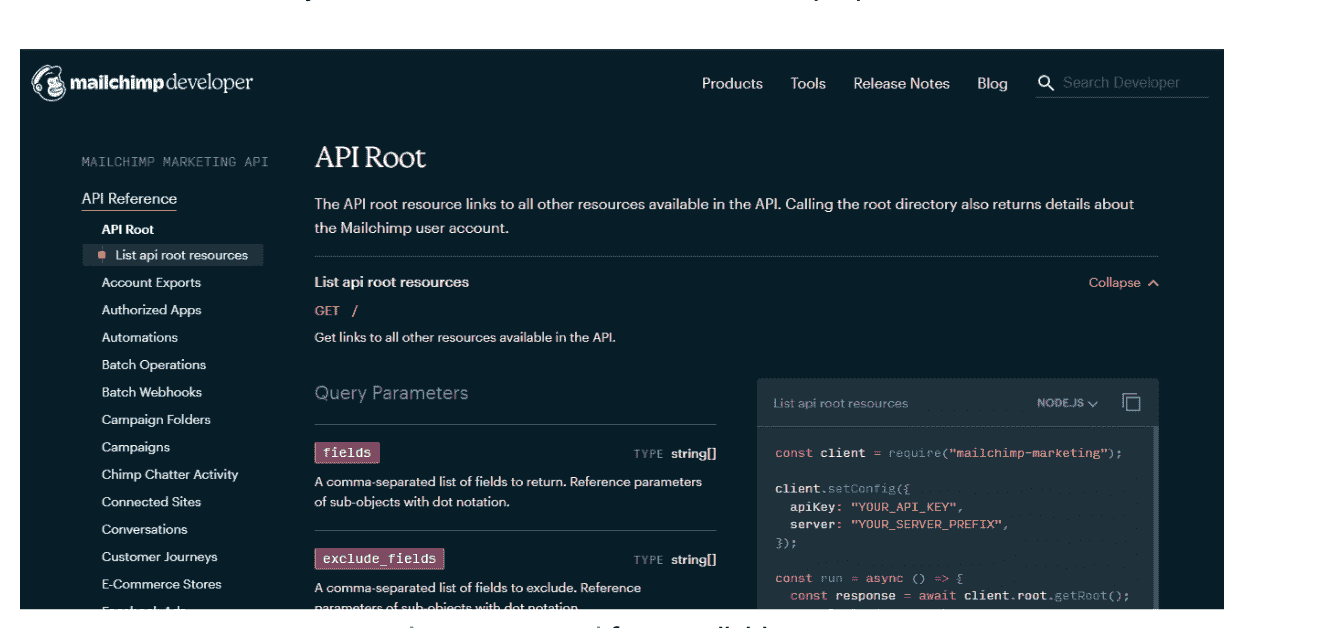 mailchimp developer
Products Tools Release Notes Blog Search Developer
MAILCHIMP MARKETING API
API Reference
API Root
List api root resources
Account Exports
Authorized Apps
Automations
Batch Operations
Batch Webhooks
Campaign Folders
Campaigns
Chimp Chatter Activity
Connected Sites
Conversations
Customer Journeys
E-Commerce Stores
API Root
The API root resource links to all other resources available in the API. Calling the root directory also returns details about
the Mailchimp user account.
List api root resources
Collapse
GET /
Get links to all other resources available in the API.
Query Parameters
fields TYPE string[]
A comma-separated list of fields to return. Reference parameters
of sub-objects with dot notation.
exclude_fields TYPE string[]
A comma-separated list of fields to exclude. Reference
parameters of sub-objects with dot notation
List api root resources NODE.JS
const client = require("mailchimp-marketing");
client.setConfig({
apiKey: "YOUR_API_KEY",
server: "YOUR_SERVER_PREFIX",
});
const run = async () => {
const response = await client.root.getRoot();